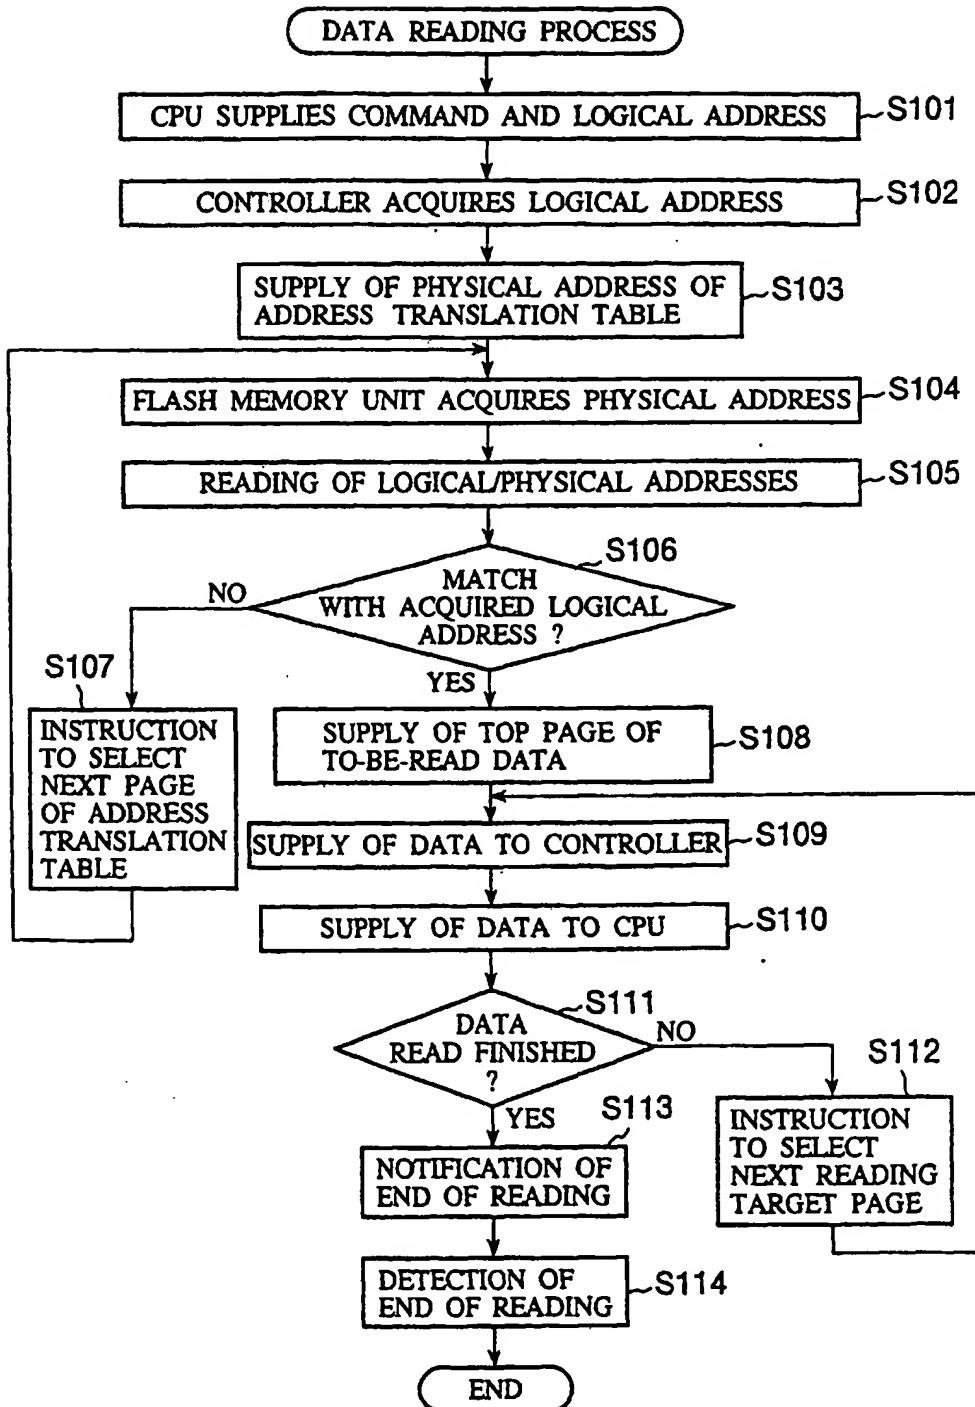 DATA READING PROCESS
CPU SUPPLIES COMMAND AND LOGICAL ADDRESS
S101
CONTROLLER ACQUIRES LOGICAL ADDRESS
S102
SUPPLY OF PHYSICAL ADDRESS OF
ADDRESS TRANSLATION TABLE
S103
FLASH MEMORY UNIT ACQUIRES PHYSICAL ADDRESS
S104
READING OF LOGICAL/PHYSICAL ADDRESSES
S105
S106
MATCH
WITH ACQUIRED LOGICAL
ADDRESS ?
NO
YES
S107
INSTRUCTION
TO SELECT
NEXT PAGE
OF ADDRESS
TRANSLATION
TABLE
SUPPLY OF TOP PAGE OF
TO-BE-READ DATA
S108
SUPPLY OF DATA TO CONTROLLER
S109
SUPPLY OF DATA TO CPU
S110
S111
DATA
READ FINISHED
?
NO
YES
S112
INSTRUCTION
TO SELECT
NEXT READING
TARGET PAGE
S113
NOTIFICATION OF
END OF READING
DETECTION OF
END OF READING
S114
END